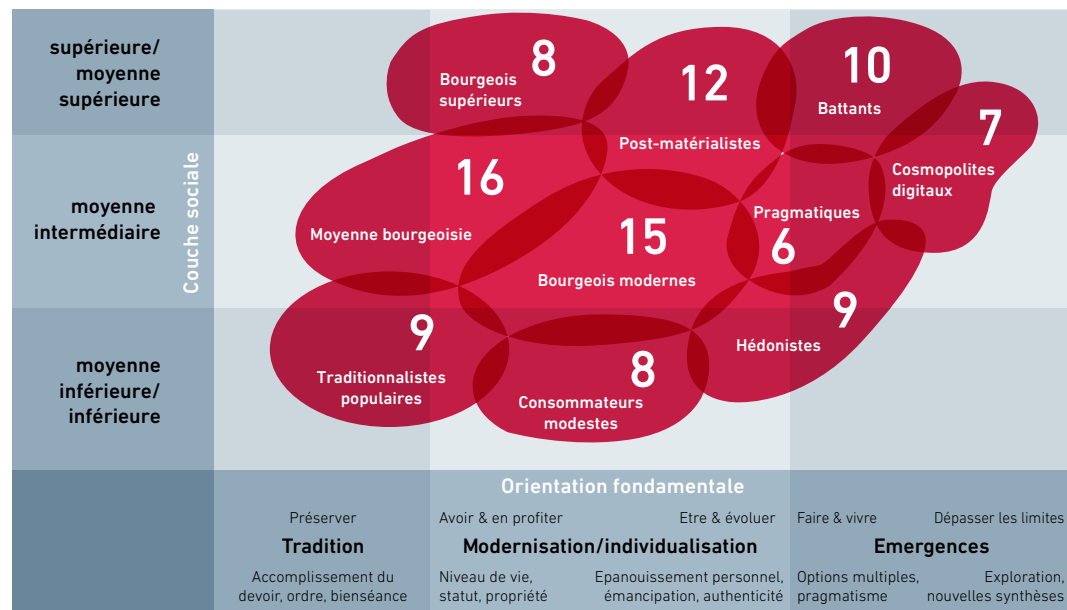 supérieure/
moyenne
supérieure
moyenne
intermédiaire
moyenne
inférieure/
inférieure
Couche sociale
8
Bourgeois
supérieurs
12
Post-matérialistes
10
Battants
7
Cosmopolites
digitaux
16
Moyenne bourgeoisie
15
Bourgeois modernes
Pragmatiques
6
9
Traditionnalistes
populaires
8
Consommateurs
modestes
9
Hédonistes
Orientation fondamentale
Préserver
Tradition
Accomplissement du
devoir, ordre, bienséance
Avoir & en profiter
Etre & évoluer
Modernisation/individualisation
Niveau de vie,
statut, propriété
Epanouissement personnel,
émancipation, authenticité
Faire & vivre
Dépasser les limites
Emergences
Options multiples,
pragmatisme
Exploration,
nouvelles synthèses